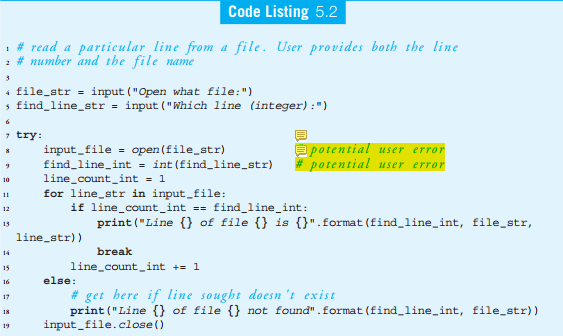 Code Listing 5.2
1 # read a particular line from a file. User provides both the line
2 # number and the file name
3
4 file_str = input("Open what file:")
5 find_line_str = input("Which line (integer):")
6
7 try:
8     input_file = open(file_str)          potential user error
9     find_line_int = int(find_line_str)   # potential user error
10     line_count_int = 1
11     for line_str in input_file:
12         if line_count_int == find_line_int:
13             print("Line {} of file {} is {}".format(find_line_int, file_str,
line_str))
14             break
15         line_count_int += 1
16     else:
17         # get here if line sought doesn't exist
18         print("Line {} of file {} not found".format(find_line_int, file_str))
19     input_file.close()